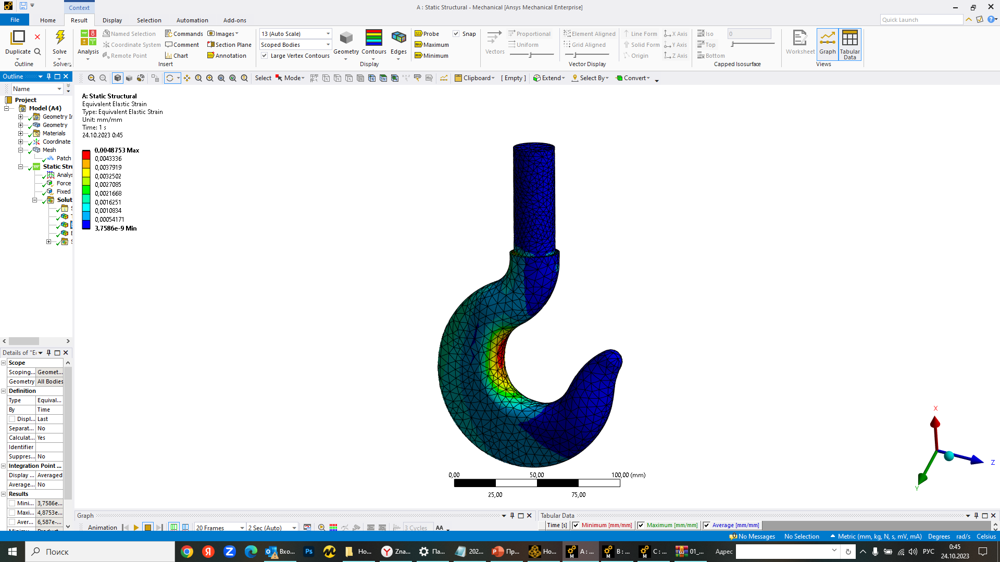 Context
A : Static Structural - Mechanical [Ansys Mechanical Enterprise]
File Home Result Display Selection Automation Add-ons
Quick Launch
Duplicate
Outline
Solve
Solver
Analysis
Named Selection
Coordinate System
Remote Point
Commands
Comment
Chart
Images
Section Plane
Annotation
Insert
13 (Auto Scale)
Scoped Bodies
Large Vertex Contours
Geometry
Contours
Edges
Display
Probe
Maximum
Minimum
Snap
Vectors
Proportional
Uniform
Element Aligned
Grid Aligned
Line Form
Solid Form
Origin
X Axis
Y Axis
Z Axis
Vector Display
Iso
Top
Bottom
0
Capped Isosurface
Worksheet
Graph
Tabular Data
Views
Outline
Select Mode Clipboard [ Empty ] Extend Select By Convert
Name
Project
Model (A4)
Geometry
Geometry
Materials
Coordinate
Mesh
Patch
Static Stru
Analys
Force
Fixed
Solut
A: Static Structural
Equivalent Elastic Strain
Type: Equivalent Elastic Strain
Unit: mm/mm
Time: 1 s
24.10.2023 0:45
0,0048753 Max
0,0043336
0,0037919
0,0032502
0,0027085
0,0021668
0,0016251
0,0010834
0,00054171
3,7586e-9 Min
Details of "E
Scope
Scoping... Geomet...
Geometry All Bodies
Definition
Type Equival...
By Time
Displ... Last
Separat... No
Calculat... Yes
Identifier
Suppres... No
Integration Point ...
Display ... Averaged
Average... No
Results
Mini... 3,7586e...
Maxi... 4,8753e...
Aver... 6,587e-...
0,00 50,00 100,00 (mm)
25,00 75,00
X
Y
Z
Graph
Animation
20 Frames
2 Sec (Auto)
3 Cycles
AA
Tabular Data
Time [s] Minimum [mm/mm] Maximum [mm/mm] Average [mm/mm]
No Messages No Selection Metric (mm, kg, N, s, mV, mA) Degrees rad/s Celsius
Поиск
Вхо...
Но...
Zna...
Па...
202...
Пр...
Но...
A : ...
B : ...
C : ...
01_...
Адрес
РУС
0:45
24.10.2023